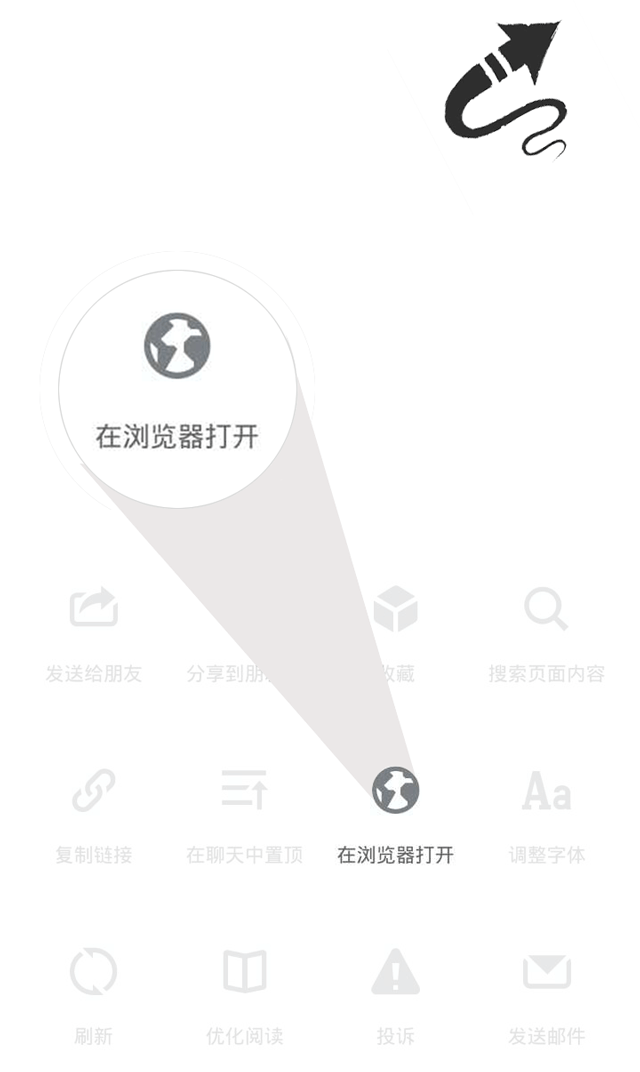 在浏览器打开
发送给朋友
分享到朋
收藏
搜索页面内容
复制链接
在聊天中置顶
在浏览器打开
Aa
调整字体
刷新
优化阅读
投诉
发送邮件